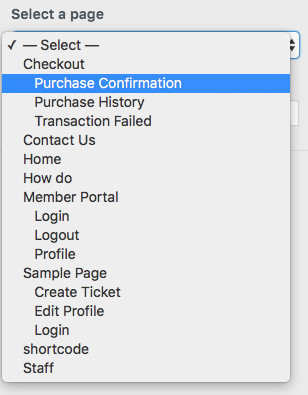 Select a page
✓ — Select —
Checkout
Purchase Confirmation
Purchase History
Transaction Failed
Contact Us
Home
How do
Member Portal
Login
Logout
Profile
Sample Page
Create Ticket
Edit Profile
Login
shortcode
Staff